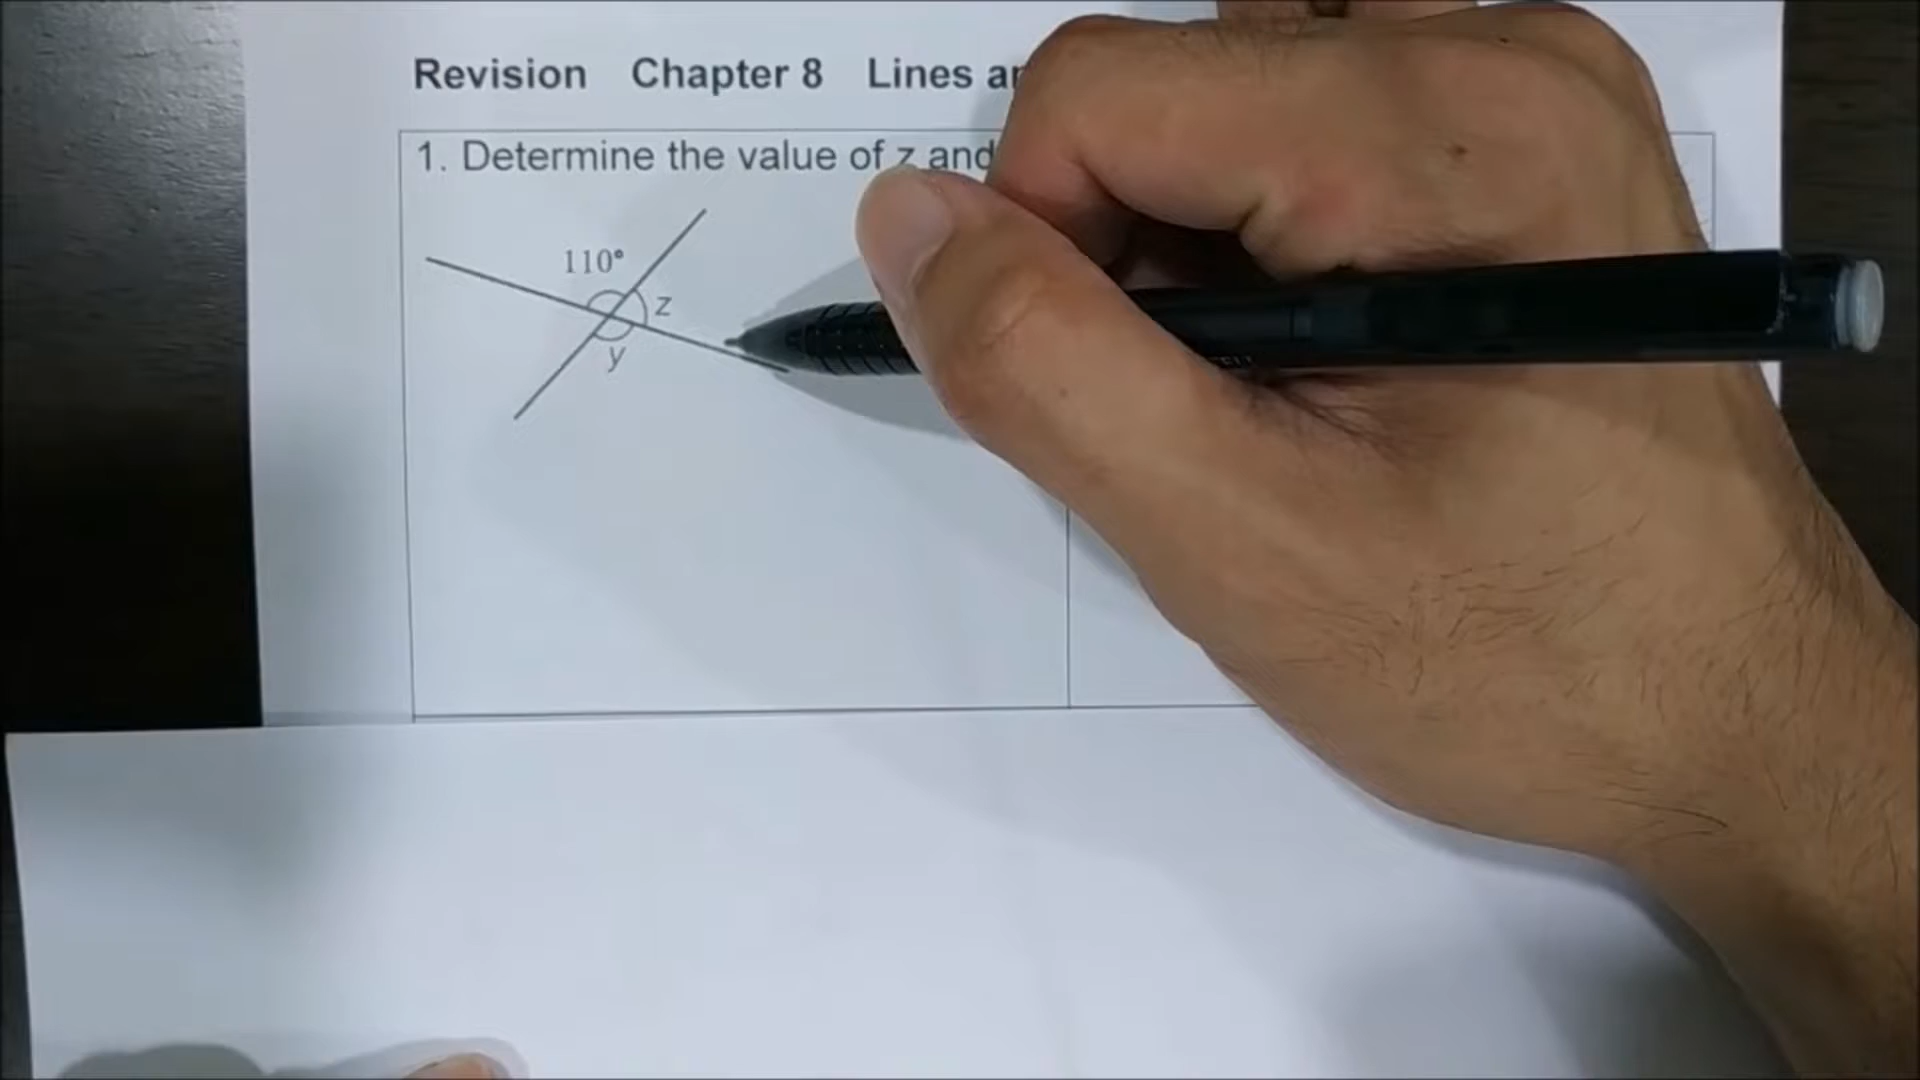 Revision Chapter 8 Lines
1. Determine the value of z and
110°
z
y